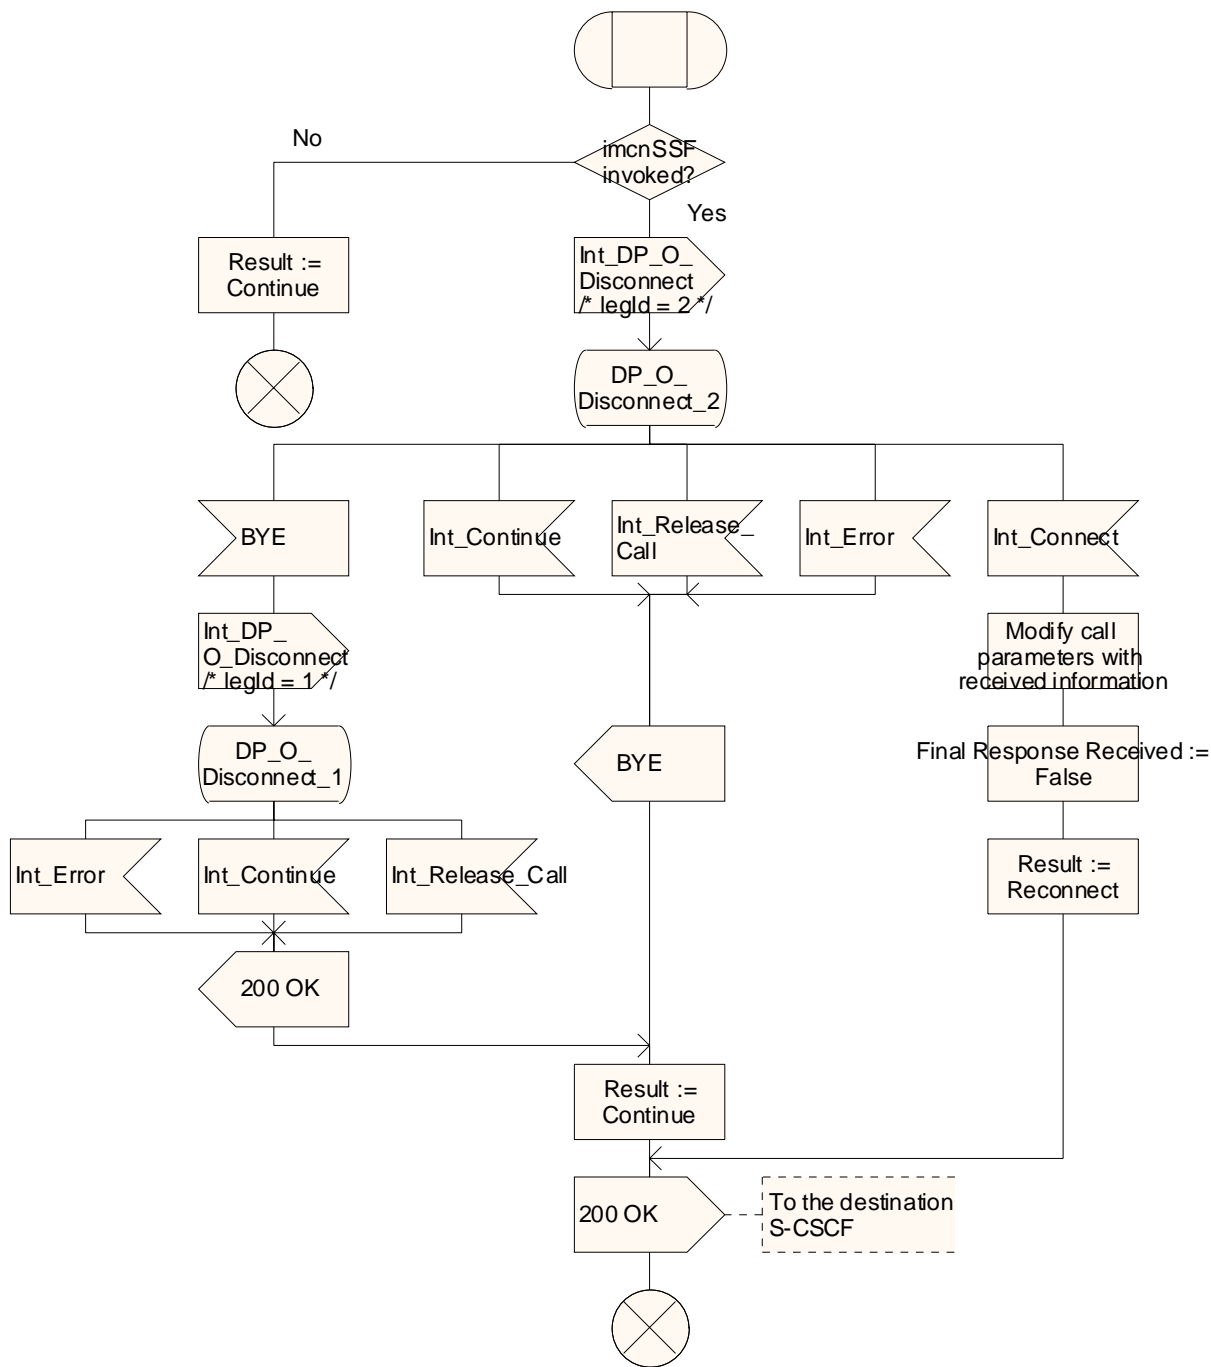 No
imcnSSF
invoked?
Yes
Result :=
Continue
Int_DP_O_
Disconnect
/* legId = 2 */
DP_O_
Disconnect_2
BYE
Int_Continue
Int_Release_
Call
Int_Error
Int_Connect
Int_DP_
O_Disconnect
/* legId = 1 */
Modify call
parameters with
received information
DP_O_
Disconnect_1
BYE
Final Response Received :=
False
Int_Error
Int_Continue
Int_Release_Call
Result :=
Reconnect
200 OK
Result :=
Continue
200 OK
To the destination
S-CSCF